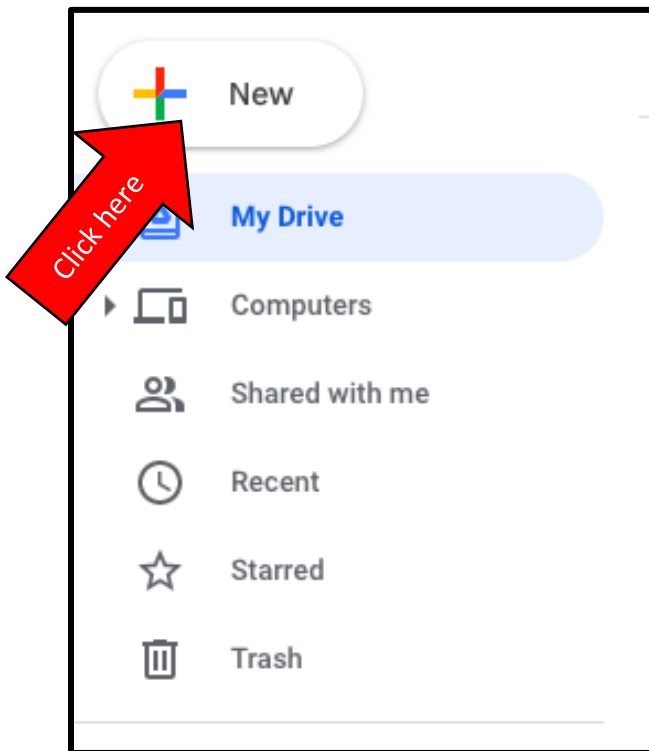 New
Click here
My Drive
Computers
Shared with me
Recent
Starred
Trash